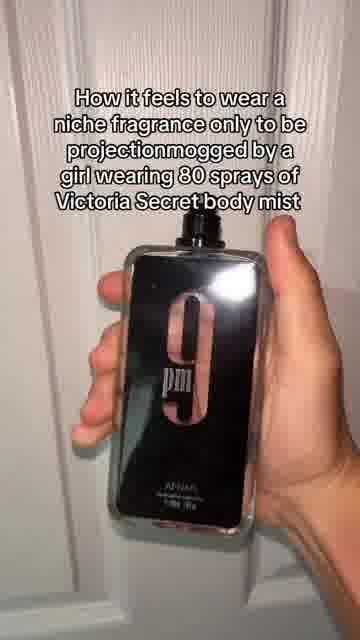 How it feels to wear a
niche fragrance only to be
projectionmogged by a
girl wearing 80 sprays of
Victoria Secret body mist
9
pm
AFNAN